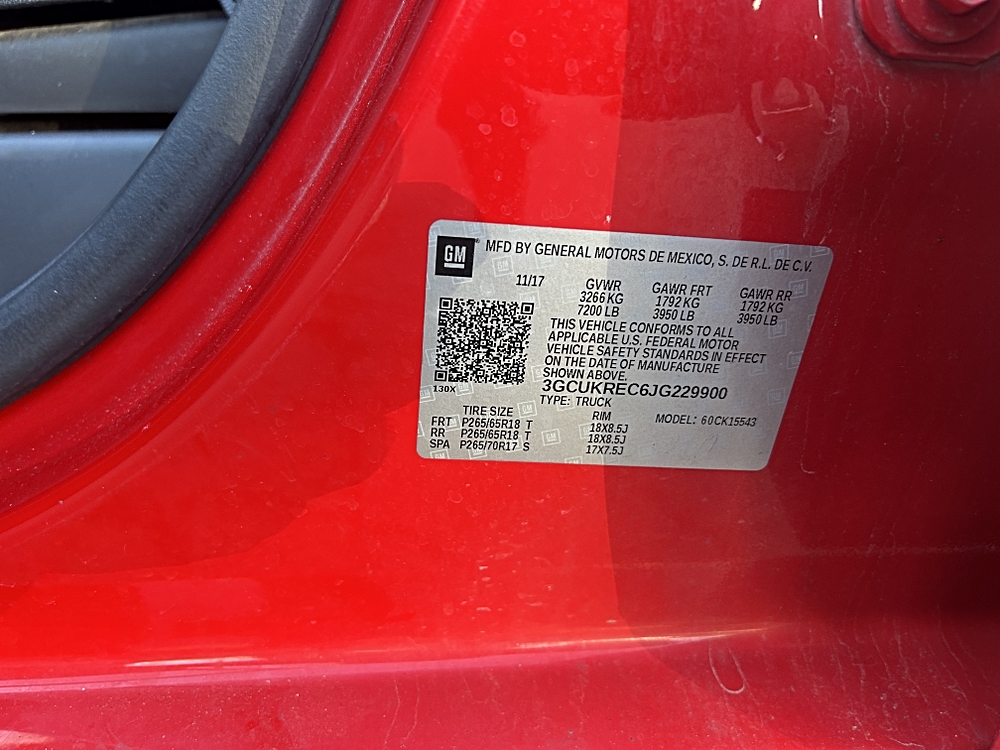 GM
MFD BY GENERAL MOTORS DE MEXICO, S. DE R.L. DE C.V.
11/17 GVWR GAWR FRT GAWR RR
3266 KG 1792 KG 1792 KG
7200 LB 3950 LB 3950 LB
THIS VEHICLE CONFORMS TO ALL
APPLICABLE U.S. FEDERAL MOTOR
VEHICLE SAFETY STANDARDS IN EFFECT
ON THE DATE OF MANUFACTURE
SHOWN ABOVE.
130X
3GCUKREC6JG229900
TYPE: TRUCK
MODEL: 60CK15543
TIRE SIZE RIM
FRT P265/65R18 T 18X8.5J
RR P265/65R18 T 18X8.5J
SPA P265/70R17 S 17X7.5J